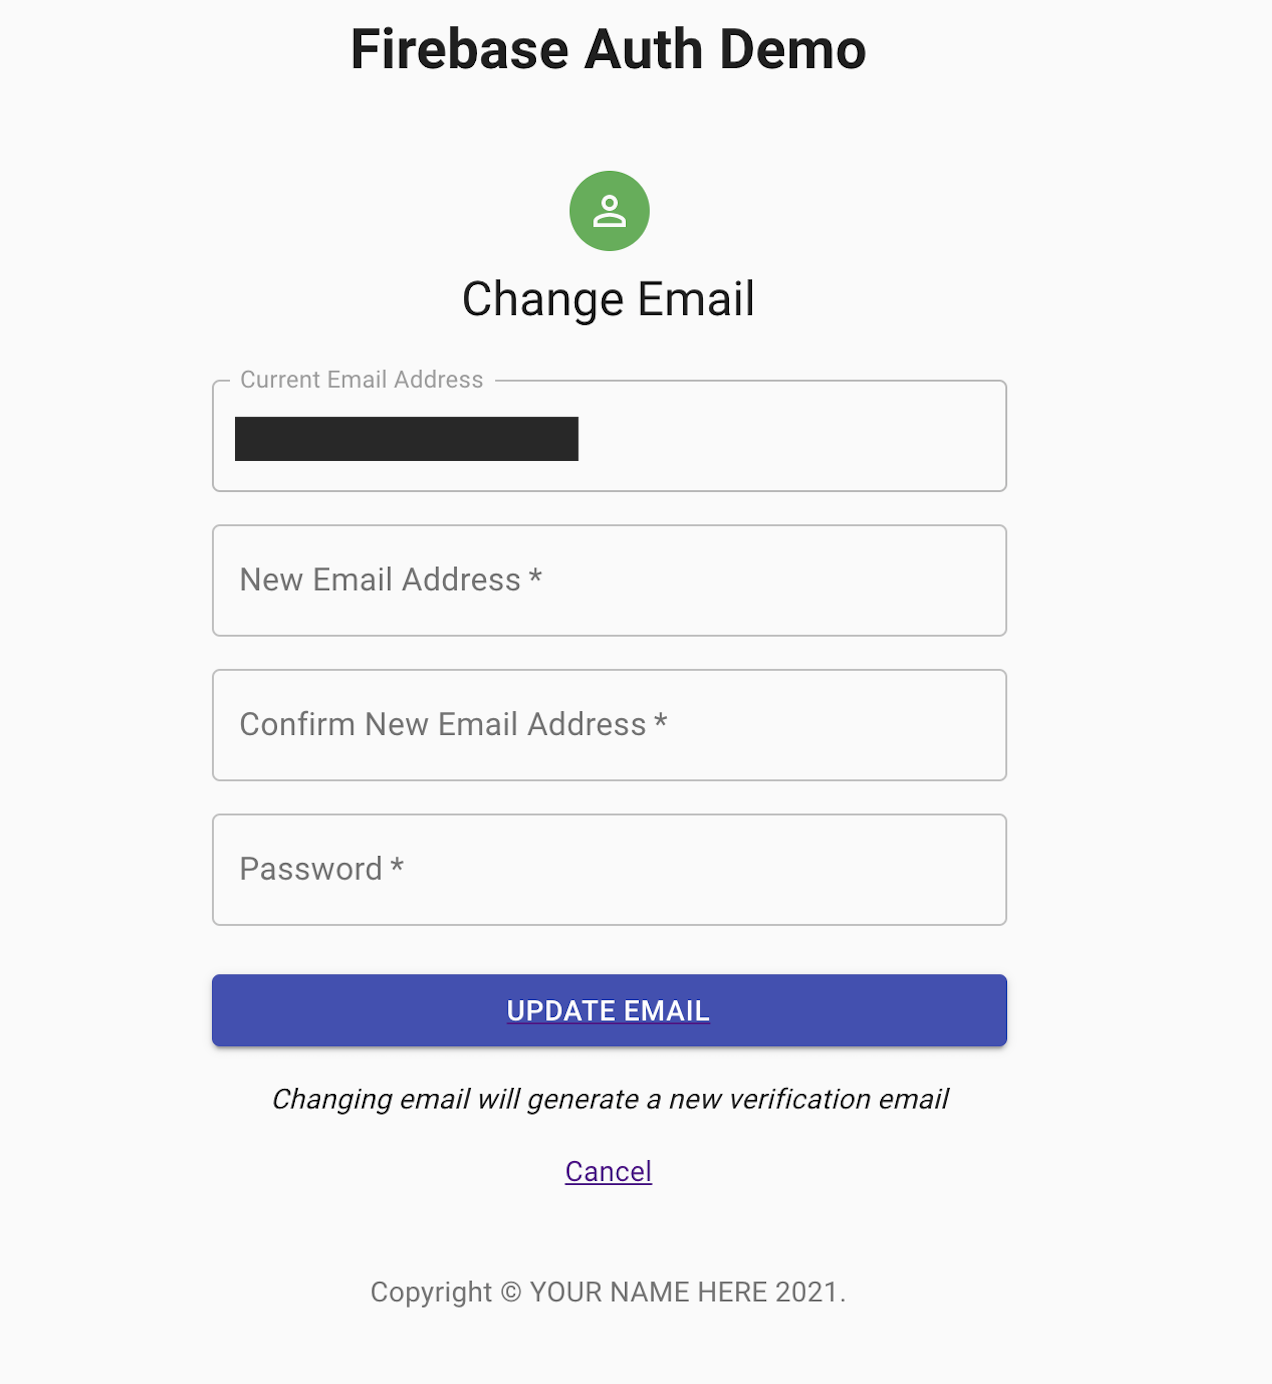 Firebase Auth Demo
Change Email
Current Email Address
New Email Address *
Confirm New Email Address *
Password *
UPDATE EMAIL
Changing email will generate a new verification email
Cancel
Copyright © YOUR NAME HERE 2021.